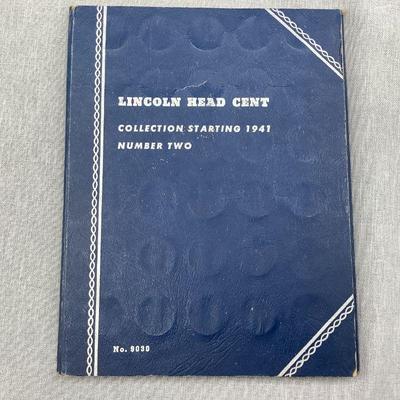 LINCOLN HEAD CENT
COLLECTION STARTING 1941
NUMBER TWO
No. 9030